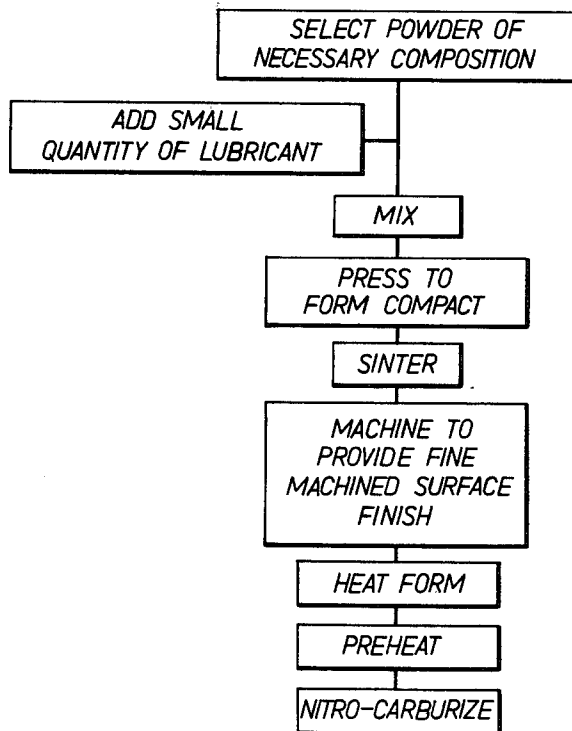 SELECT POWDER OF
NECESSARY COMPOSITION
ADD SMALL
QUANTITY OF LUBRICANT
MIX
PRESS TO
FORM COMPACT
SINTER
MACHINE TO
PROVIDE FINE
MACHINED SURFACE
FINISH
HEAT FORM
PREHEAT
NITRO-CARBURIZE